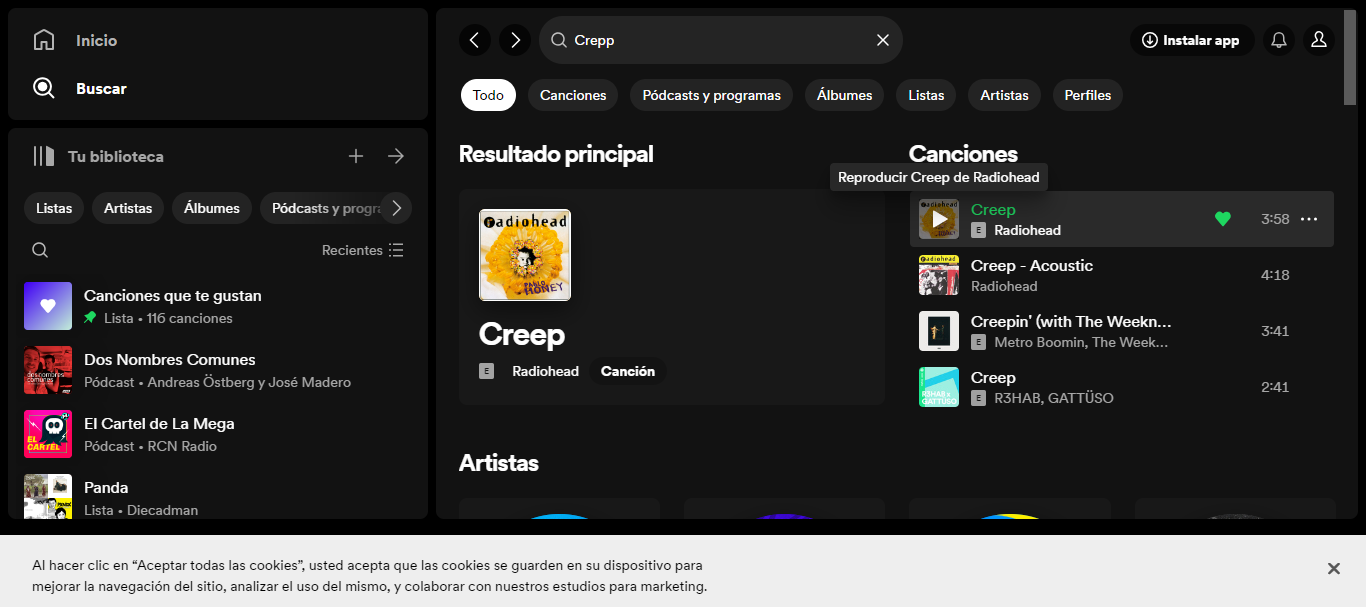 Inicio
Buscar
Tu biblioteca
Listas
Artistas
Álbumes
Pódcasts y progra
Recientes
Canciones que te gustan
Lista • 116 canciones
Dos Nombres Comunes
Pódcast • Andreas Östberg y José Madero
El Cartel de La Mega
Pódcast • RCN Radio
EL
CARTEL
Panda
Lista • Diecadman
Crepp
Instalar app
Todo
Canciones
Pódcasts y programas
Álbumes
Listas
Artistas
Perfiles
Resultado principal
radiohead
PABLO
HONEY
Creep
E Radiohead Canción
Canciones
Reproducir Creep de Radiohead
Creep
E Radiohead
3:58
Creep - Acoustic
Radiohead
4:18
Creepin' (with The Weekn...
E Metro Boomin, The Week...
3:41
Creep
E R3HAB, GATTÜSO
2:41
Artistas
Al hacer clic en “Aceptar todas las cookies”, usted acepta que las cookies se guarden en su dispositivo para
mejorar la navegación del sitio, analizar el uso del mismo, y colaborar con nuestros estudios para marketing.